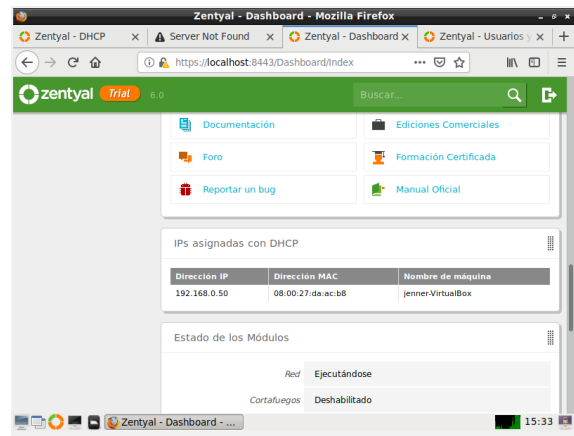 Zentyal - Dashboard - Mozilla Firefox
Zentyal - DHCP
Server Not Found
Zentyal - Dashboard
Zentyal - Usuarios y
https://localhost:8443/Dashboard/Index
zentyal Trial 6.0
Buscar...
Documentación
Ediciones Comerciales
Foro
Formación Certificada
Reportar un bug
Manual Oficial
IPs asignadas con DHCP
Dirección IP Dirección MAC Nombre de máquina
192.168.0.50 08:00:27:da:ac:b8 jenner-VirtualBox
Estado de los Módulos
Red Ejecutándose
Cortafuegos Deshabilitado
Zentyal - Dashboard - ...
15:33